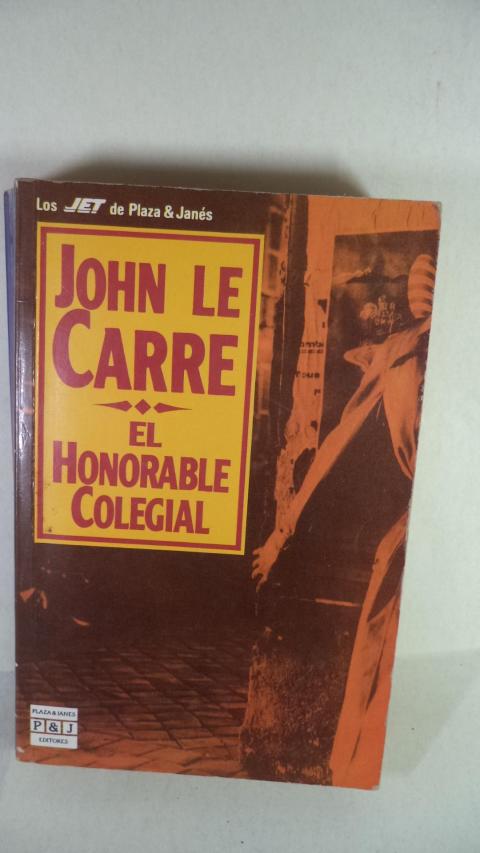 Los JET de Plaza & Janés
JOHN LE
CARRE
EL
HONORABLE
COLEGIAL
PLAZA & JANES
P & J
EDITORES